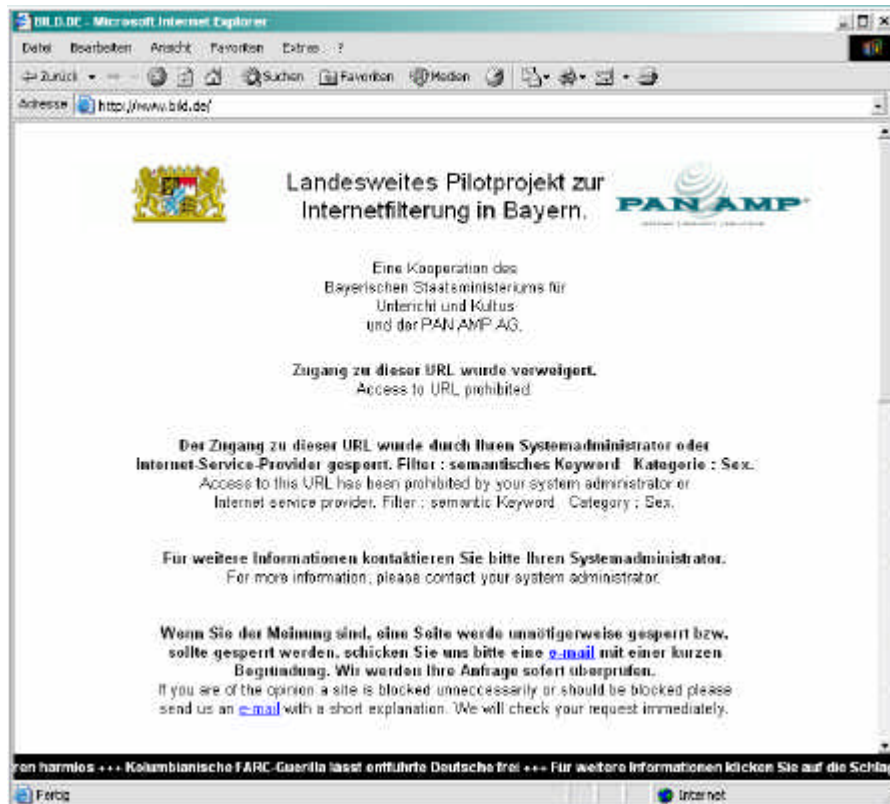 BILD.DE - Microsoft Internet Explorer
Datei Bearbeiten Ansicht Favoriten Extras ?
Zurück Suchen Favoriten Medien
Adresse http://www.bild.de/
Landesweites Pilotprojekt zur
Internetfilterung in Bayern.
PAN AMP
Eine Kooperation des
Bayerischen Staatsministeriums für
Unterricht und Kultus
und der PAN AMP AG.
Zugang zu dieser URL wurde verweigert.
Access to URL prohibited
Der Zugang zu dieser URL wurde durch Ihren Systemadministrator oder
Internet-Service-Provider gesperrt. Filter : semantisches Keyword Kategorie : Sex.
Access to this URL has been prohibited by your system administrator or
Internet service provider. Filter : semantic Keyword Category : Sex.
Für weitere Informationen kontaktieren Sie bitte Ihren Systemadministrator.
For more information, please contact your system administrator.
Wenn Sie der Meinung sind, eine Seite werde unnötigerweise gesperrt bzw.
sollte gesperrt werden, schicken Sie uns bitte eine e-mail mit einer kurzen
Begründung. Wir werden Ihre Anfrage sofort überprüfen.
If you are of the opinion a site is blocked unneccessarily or should be blocked please
send us an e-mail with a short explanation. We will check your request immediately.
ren harmlos +++ Kolumbianische FARC-Guerilla lässt entführte Deutsche frei +++ Für weitere Informationen klicken Sie auf die Schla
Fertig Internet